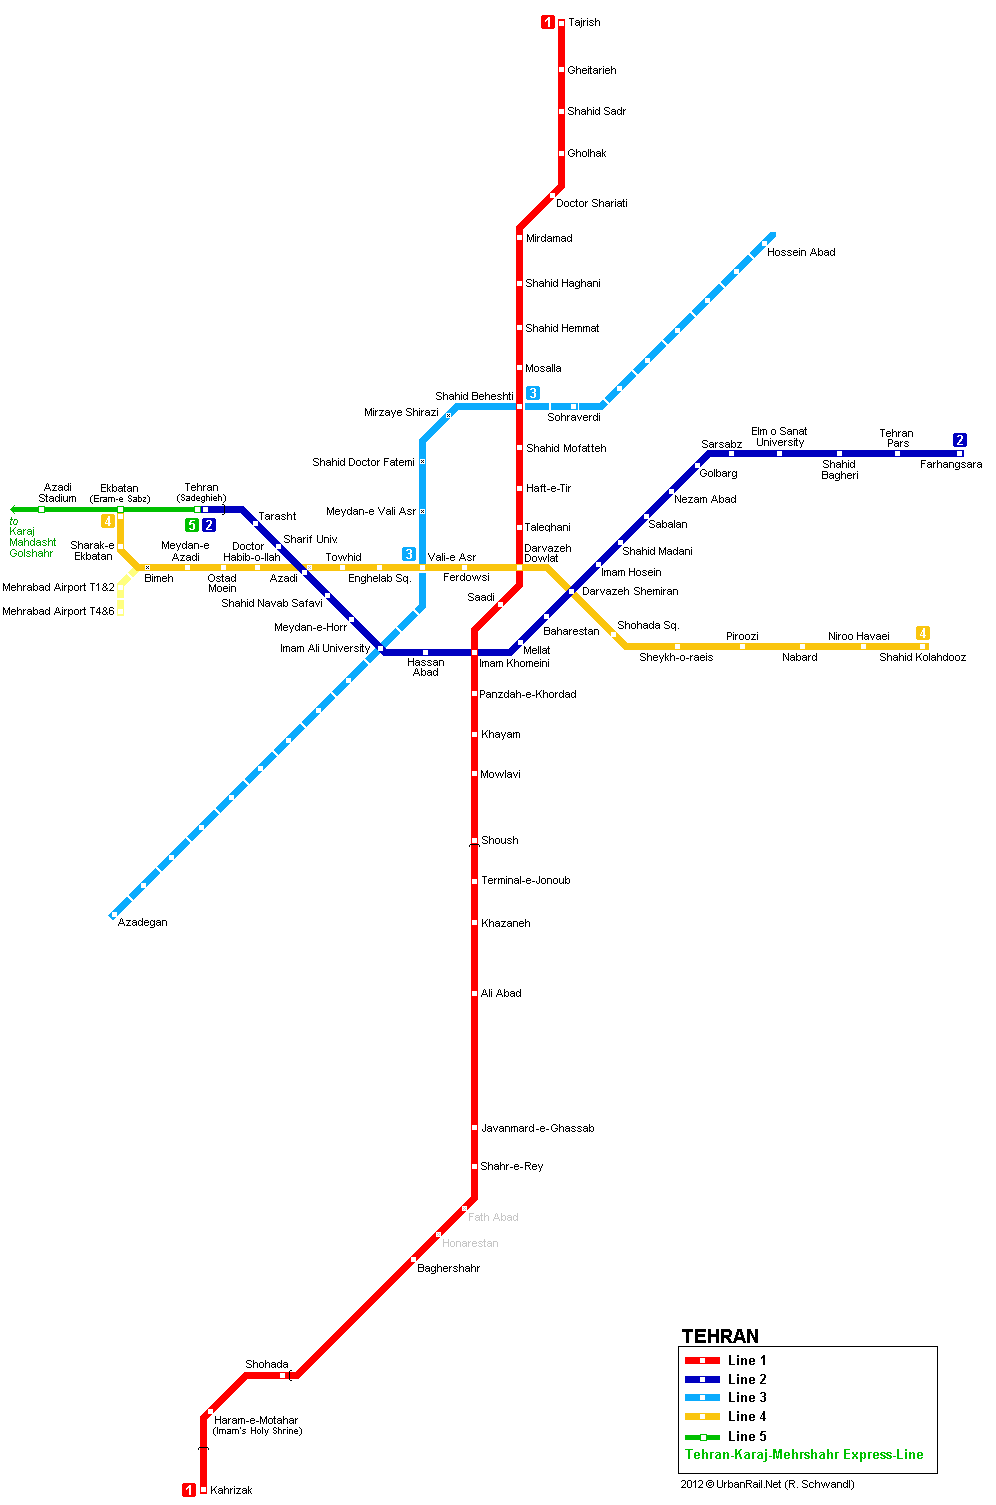 1
Tajrish
Gheitarieh
Shahid Sadr
Gholhak
Doctor Shariati
Mirdamad
Hossein Abad
Shahid Haghani
Shahid Hemmat
Mosalla
Shahid Beheshti
3
Mirzaye Shirazi
Sohraverdi
Elm o Sanat
University
Tehran
Pars
2
Sarsabz
Shahid Mofatteh
Shahid Doctor Fatemi
Shahid
Bagheri
Farhangsara
Golbarg
Haft-e-Tir
Nezam Abad
Azadi
Stadium
Ekbatan
(Eram-e Sabz)
Tehran
(Sadeghieh)
Meydan-e Vali Asr
Sabalan
to
Karaj
Mahdasht
Golshahr
4
5
2
Tarasht
Taleqhani
Sharif Univ.
Sharak-e
Ekbatan
Meydan-e
Azadi
Doctor
Habib-o-llah
Towhid
3
Vali-e Asr
Darvazeh
Dowlat
Shahid Madani
Bimeh
Ostad
Moein
Azadi
Enghelab Sq.
Ferdowsi
Imam Hosein
Mehrabad Airport T1&2
Shahid Navab Safavi
Saadi
Darvazeh Shemiran
Mehrabad Airport T4&6
Meydan-e-Horr
Baharestan
Shohada Sq.
Piroozi
Niroo Havaei
4
Imam Ali University
Hassan
Abad
Imam Khomeini
Mellat
Sheykh-o-raeis
Nabard
Shahid Kolahdooz
Panzdah-e-Khordad
Khayam
Mowlavi
Shoush
Terminal-e-Jonoub
Azadegan
Khazaneh
Ali Abad
Javanmard-e-Ghassab
Shahr-e-Rey
Fath Abad
Honarestan
Baghershahr
Shohada
Haram-e-Motahar
(Imam's Holy Shrine)
1
Kahrizak
TEHRAN
Line 1
Line 2
Line 3
Line 4
Line 5
Tehran-Karaj-Mehrshahr Express-Line
2012 © UrbanRail.Net (R. Schwandl)